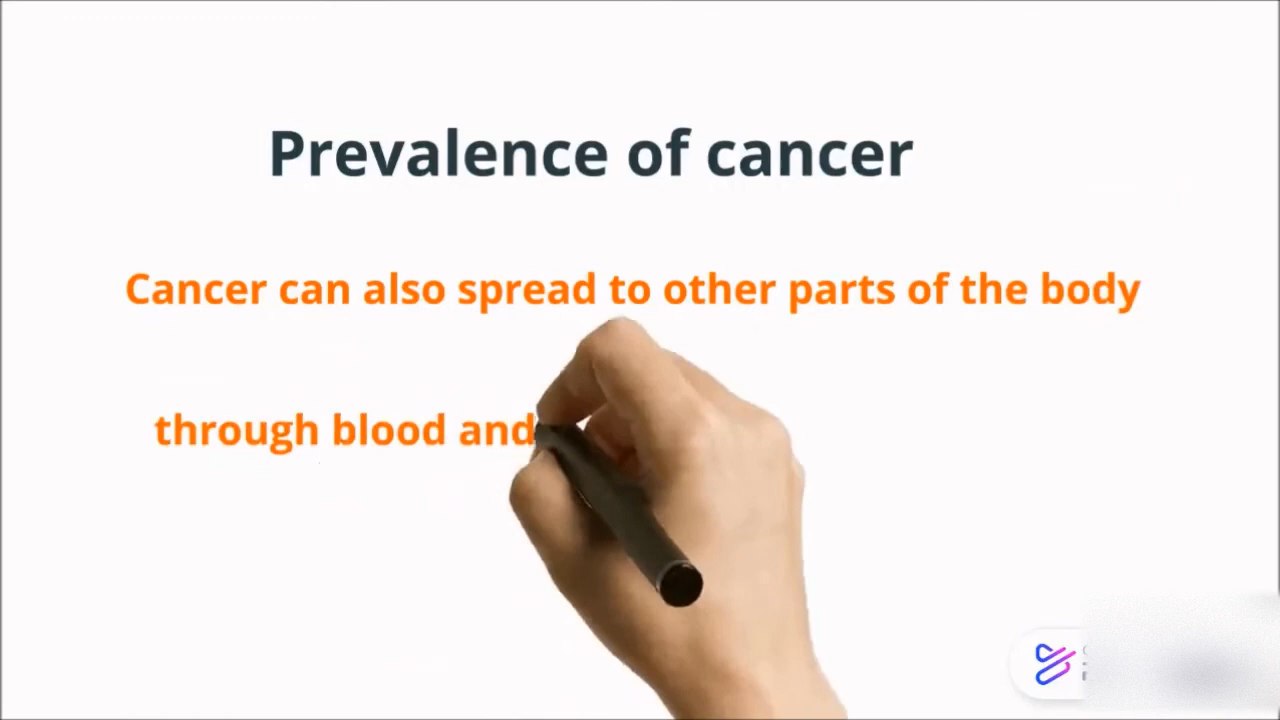 Prevalence of cancer
Cancer can also spread to other parts of the body
through blood and